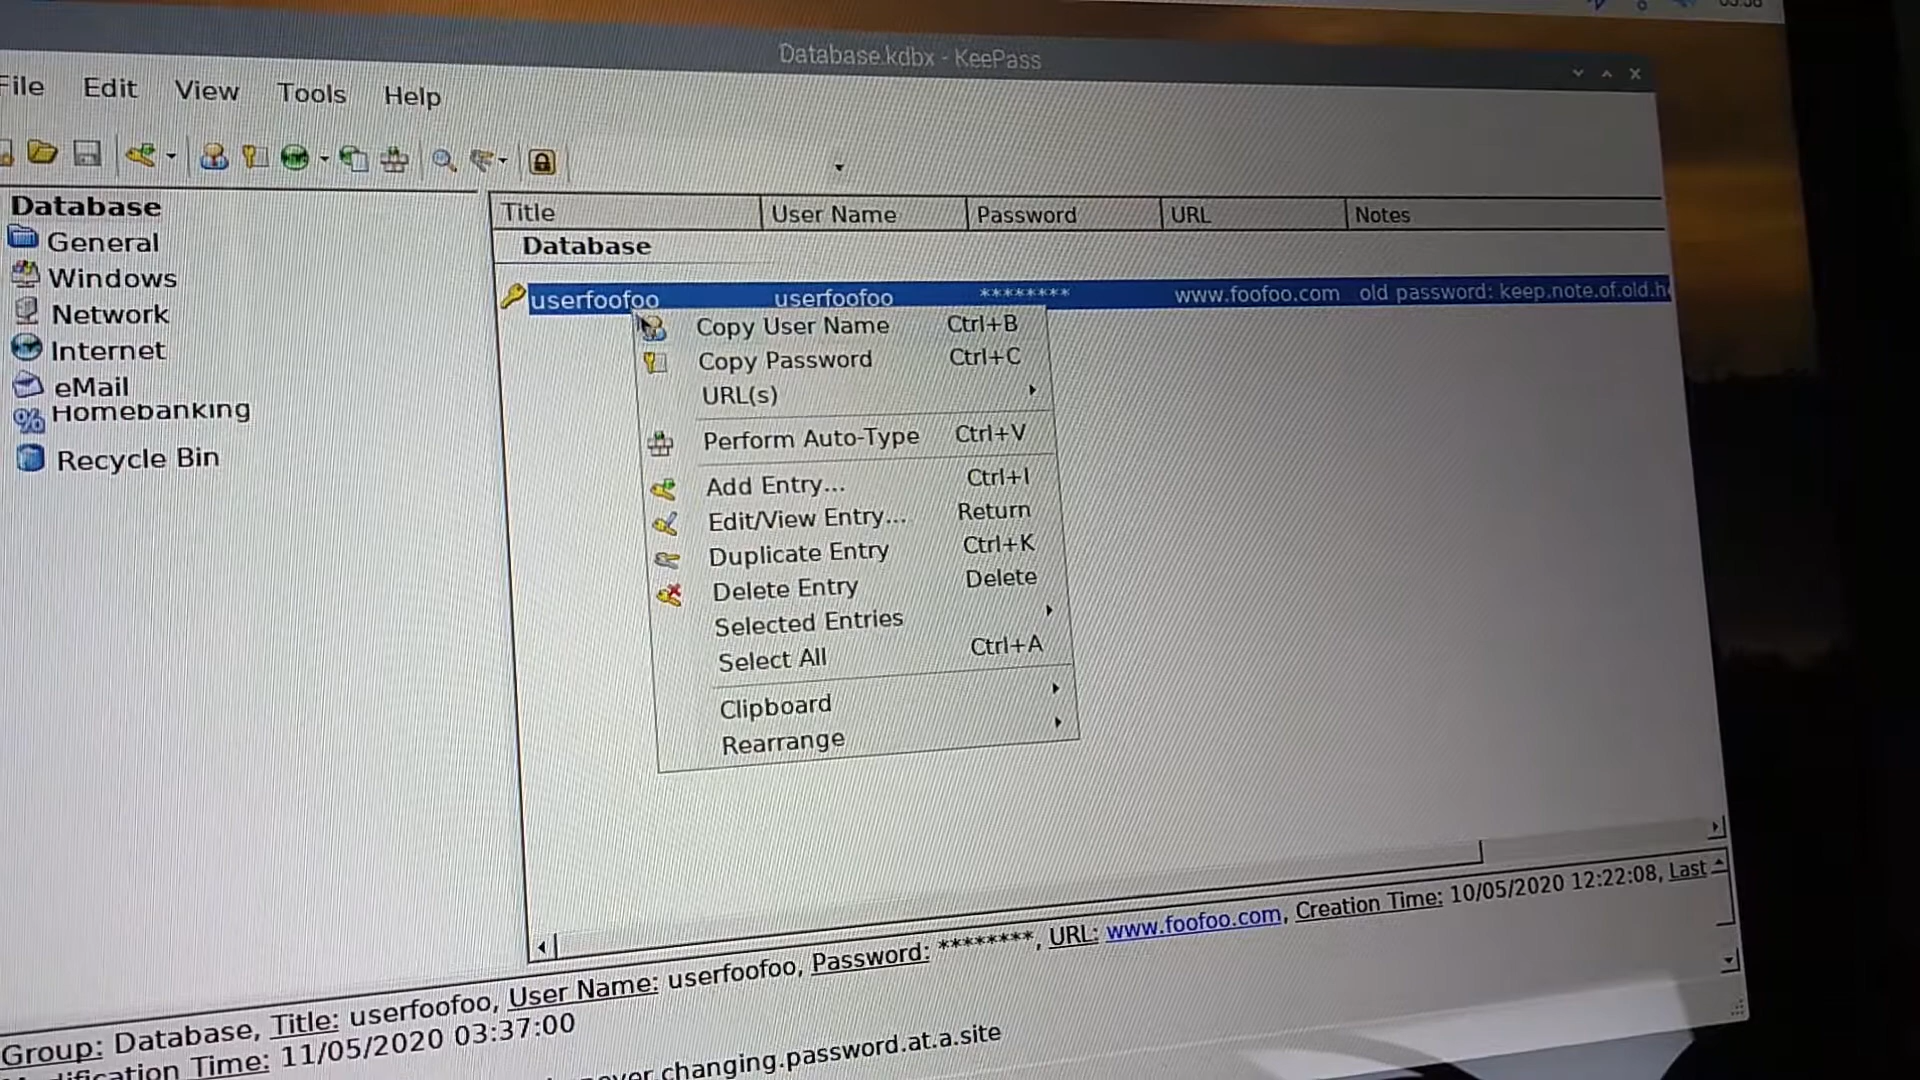 Database.kdbx - KeePass
File Edit View Tools Help
Database
General
Windows
Network
Internet
eMail
Homebanking
Recycle Bin
Title User Name Password URL Notes
Database
userfoofoo userfoofoo ******** www.foofoo.com old password: keep.note.of.old.h
Copy User Name Ctrl+B
Copy Password Ctrl+C
URL(s)
Perform Auto-Type Ctrl+V
Add Entry... Ctrl+I
Edit/View Entry... Return
Duplicate Entry Ctrl+K
Delete Entry Delete
Selected Entries
Select All Ctrl+A
Clipboard
Rearrange
Group: Database, Title: userfoofoo, User Name: userfoofoo, Password: ********, URL: www.foofoo.com, Creation Time: 10/05/2020 12:22:08, Last
Modification Time: 11/05/2020 03:37:00
changing.password.at.a.site